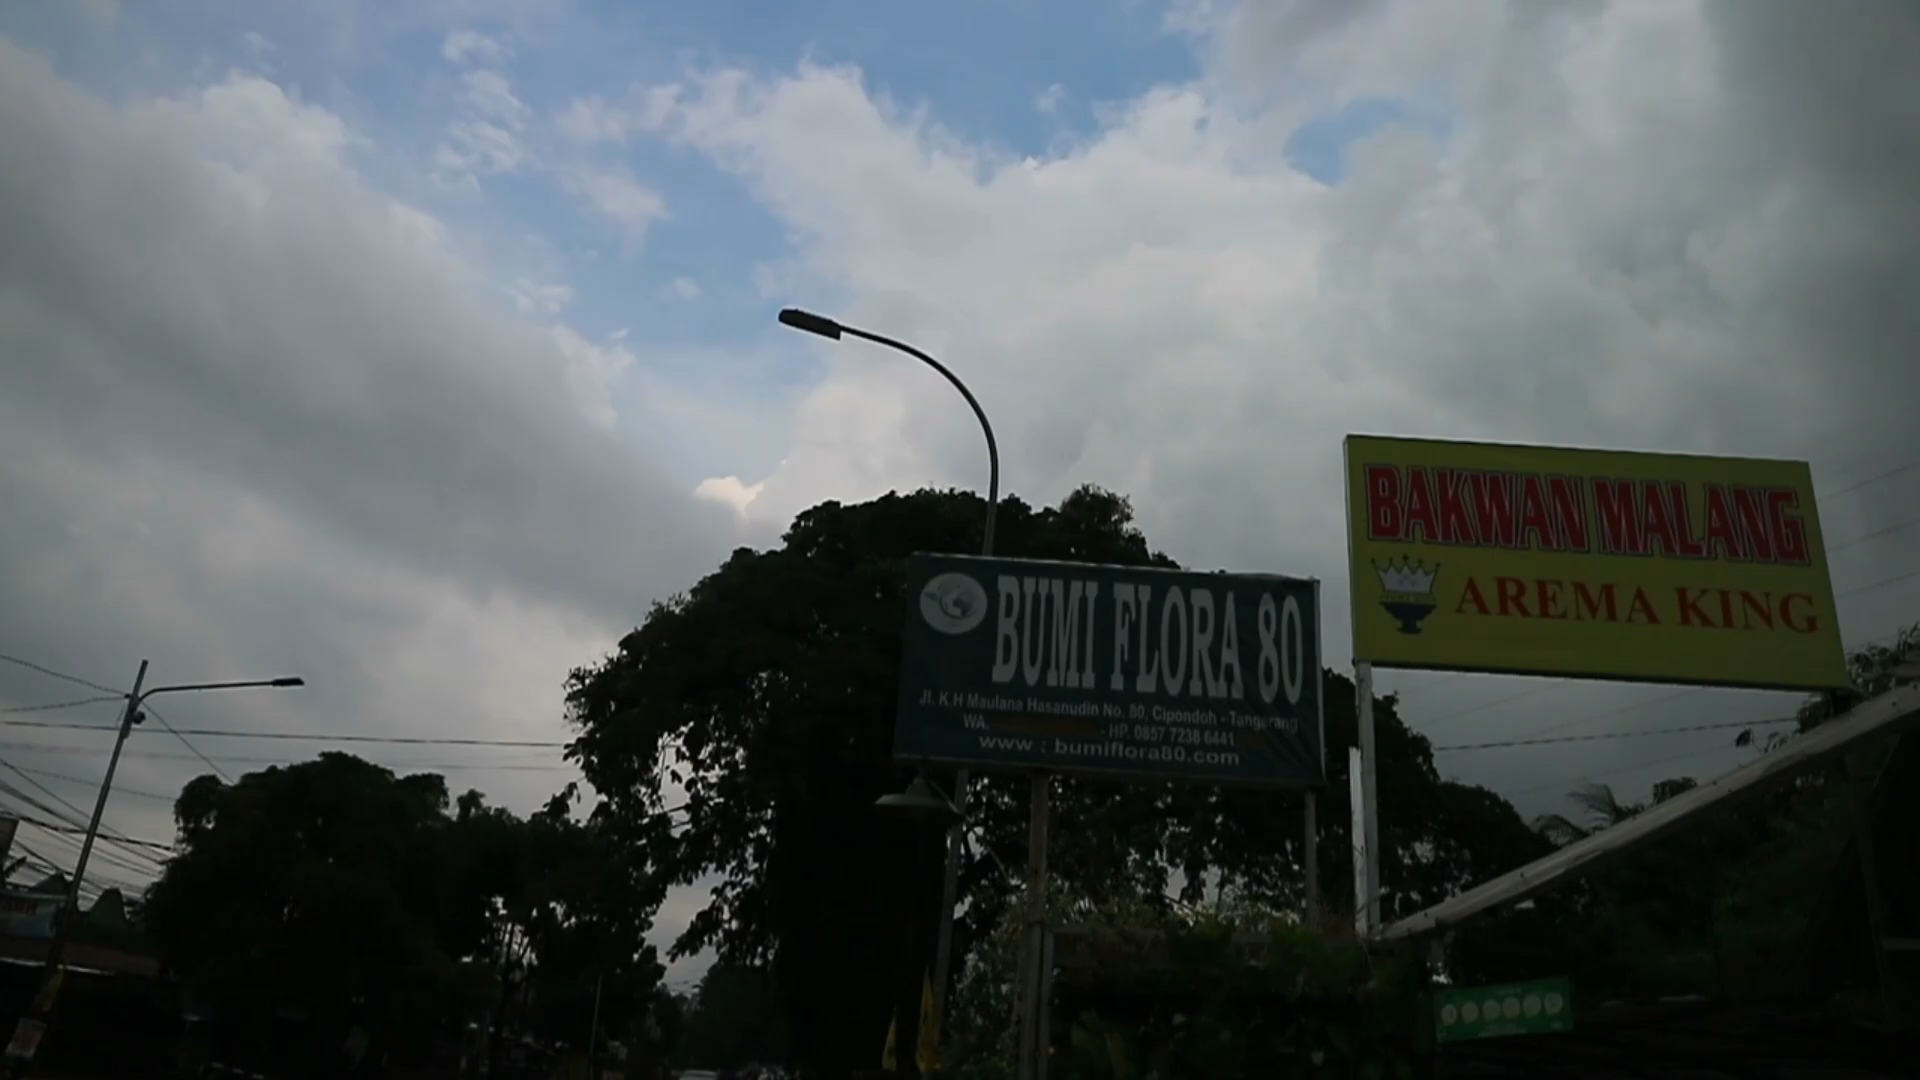 BUMI FLORA 80
Jl. K.H Maulana Hasanudin No. 80, Cipondoh - Tangerang
WA. - HP. 0857 7238 6441
www : bumiflora80.com
BAKWAN MALANG
AREMA KING